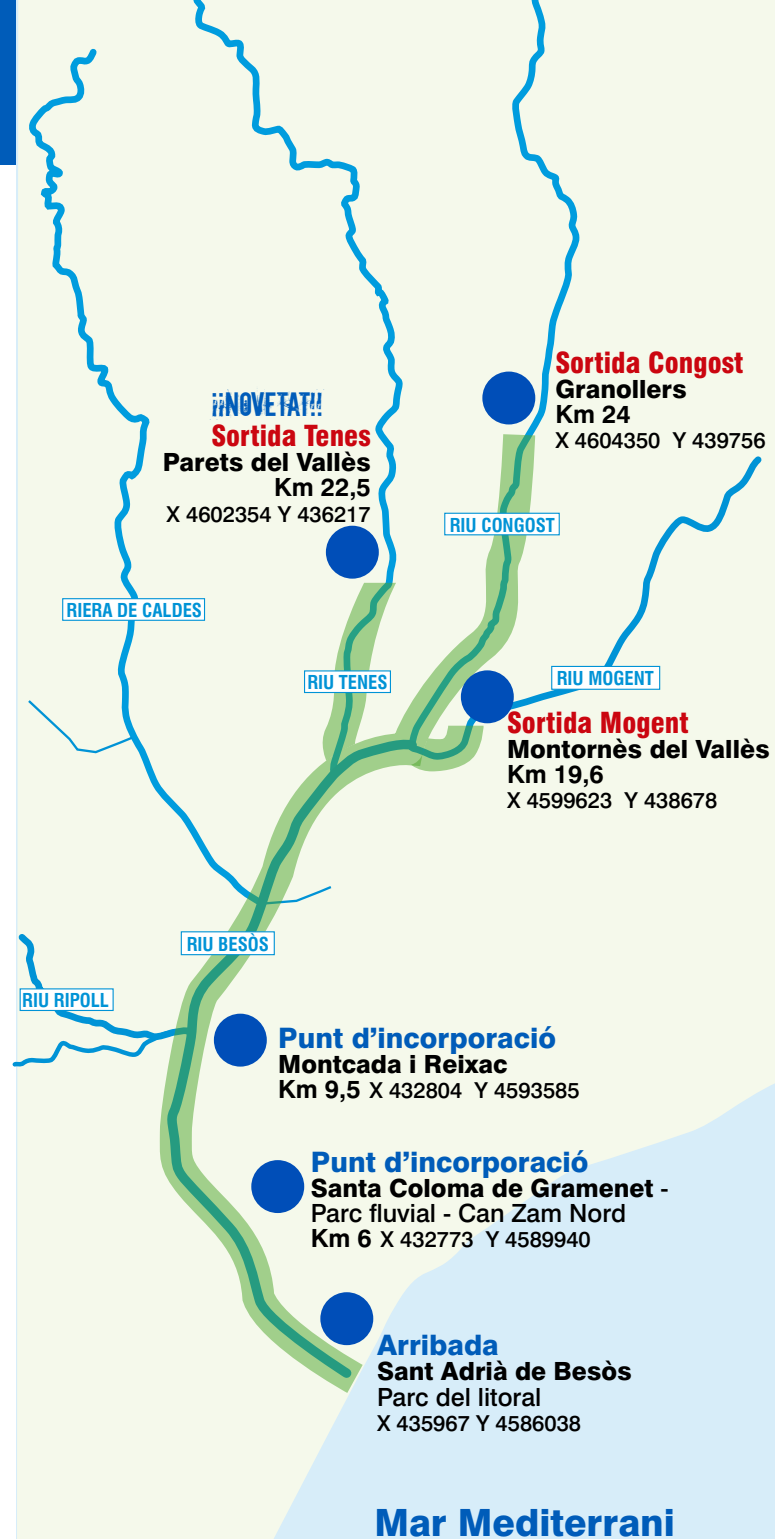 Sortida Congost
Granollers
Km 24
X 4604350 Y 439756
¡¡NOVETAT!!
Sortida Tenes
Parets del Vallès
Km 22,5
X 4602354 Y 436217
RIU CONGOST
RIERA DE CALDES
RIU TENES
RIU MOGENT
Sortida Mogent
Montornès del Vallès
Km 19,6
X 4599623 Y 438678
RIU BESÒS
RIU RIPOLL
Punt d’incorporació
Montcada i Reixac
Km 9,5 X 432804 Y 4593585
Punt d’incorporació
Santa Coloma de Gramenet -
Parc fluvial - Can Zam Nord
Km 6 X 432773 Y 4589940
Arribada
Sant Adrià de Besòs
Parc del litoral
X 435967 Y 4586038
Mar Mediterrani